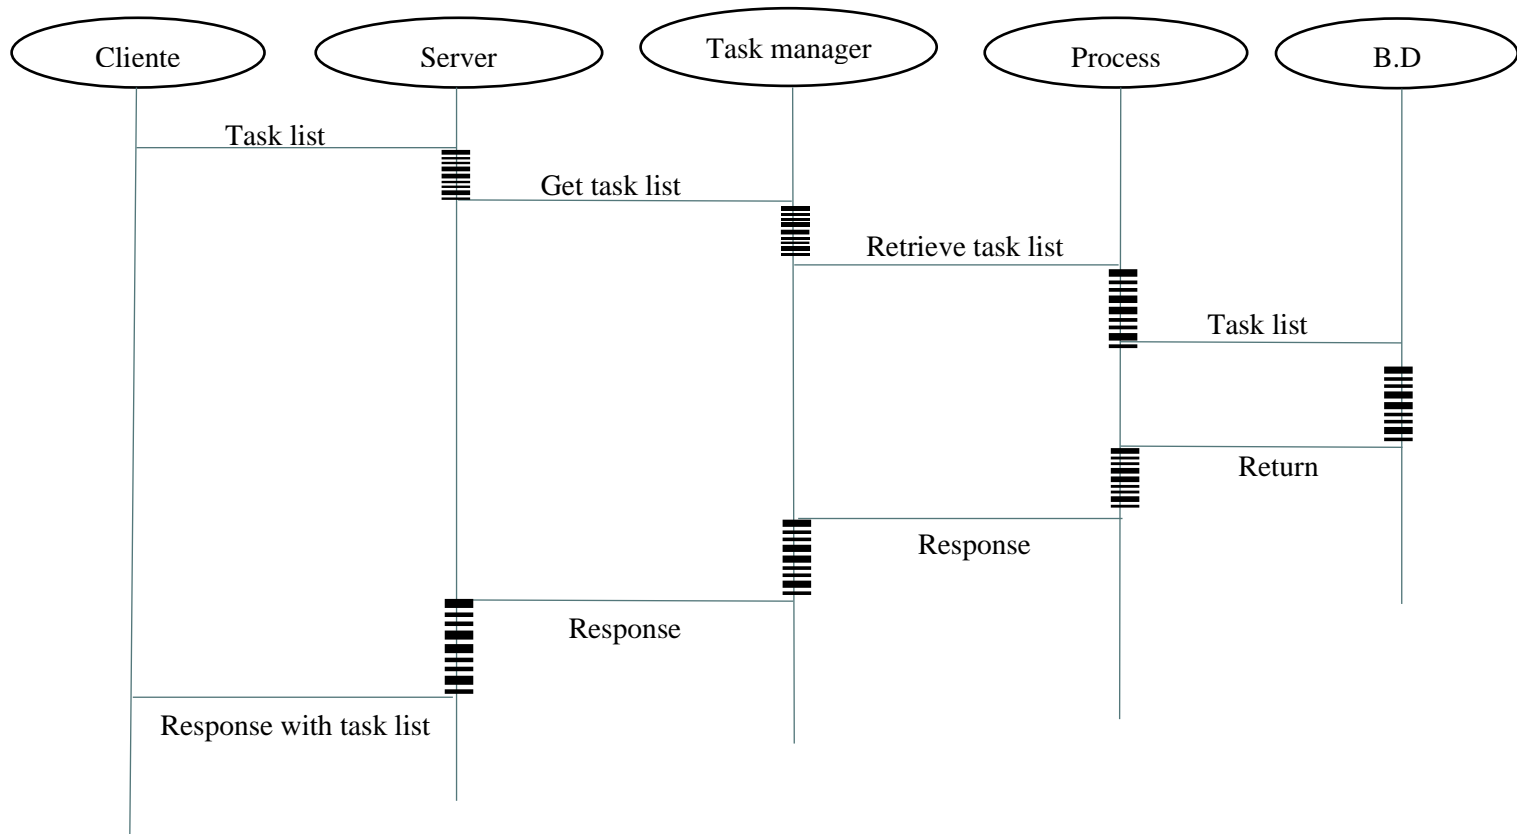 Cliente
Server
Task manager
Process
B.D
Task list
Get task list
Retrieve task list
Task list
Return
Response
Response
Response with task list